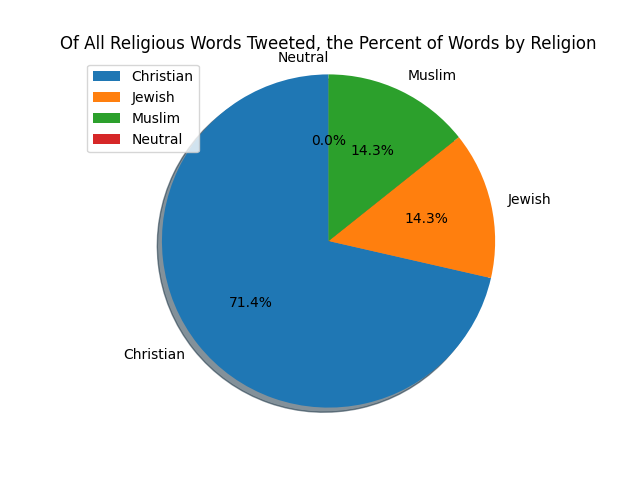 Of All Religious Words Tweeted, the Percent of Words by Religion
Neutral
Christian
Jewish
Muslim
Neutral
Muslim
0.0%
14.3%
Jewish
14.3%
71.4%
Christian